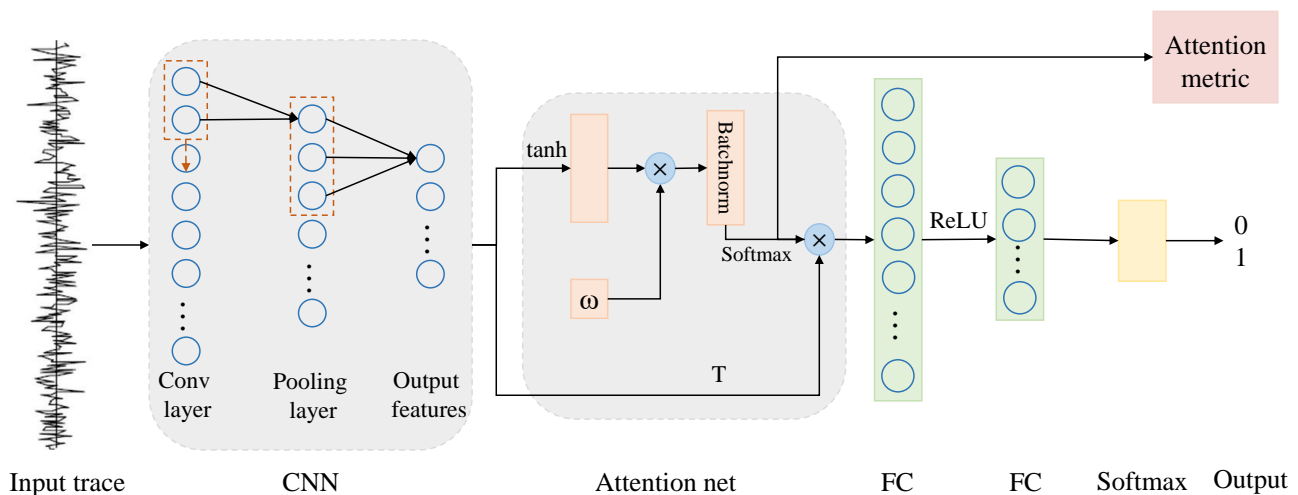 Attention
metric
tanh
Batchnorm
×
ReLU
0
1
Softmax
×
ω
T
Conv
layer
Pooling
layer
Output
features
Input trace
CNN
Attention net
FC
FC
Softmax
Output